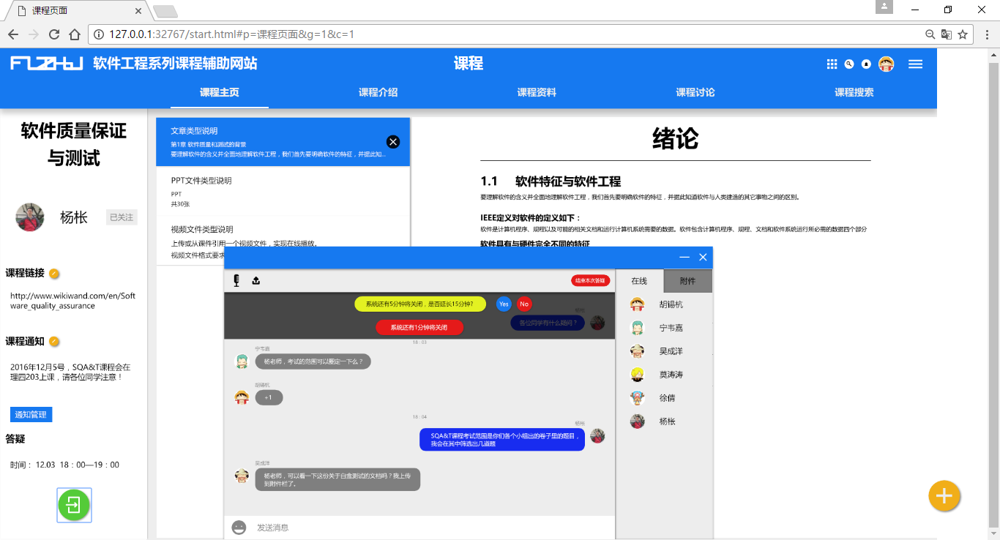 课程页面
127.0.0.1:32767/start.html#p=课程页面&g=1&c=1
软件工程系列课程辅助网站
课程
课程主页
课程介绍
课程资料
课程讨论
课程搜索
软件质量保证
与测试
杨枨
已关注
课程链接
http://www.wikiwand.com/en/Soft
ware_quality_assurance
课程通知
2016年12月5号，SQA&T课程会在
理四203上课，请各位同学注意！
通知管理
答疑
时间： 12.03 18：00—19：00
文章类型说明
第1章 软件质量和测试的背景
要理解软件的含义并全面地理解软件工程，我们首先要明确软件的特征，并据此知...
PPT文件类型说明
PPT
共30张
视频文件类型说明
上传或从课件引用一个视频文件，实现在线播放。
视频文件格式要求
绪论
1.1 软件特征与软件工程
要理解软件的含义并全面地理解软件工程，我们首先要明确软件的特征，并据此知道软件与人类建造的其它事物之间的区别。
IEEE定义对软件的定义如下：
软件是计算机程序、规程以及可能的相关文档和运行计算机系统需要的数据。软件包含计算机程序、规程、文档和软件系统运行所必需的数据四个部分
软件具有与硬件完全不同的特征
结束本次答疑
系统还有5分钟将关闭，是否延长15分钟？
Yes
No
杨枨
各位同学有什么疑问？
系统还有1分钟将关闭
18：03
宁韦嘉
杨老师，考试的范围可以圈定一下么？
胡锡杭
+1
18：04
杨枨
SQA&T课程考试范围是你们各个小组出的卷子里的题目，
我会在其中筛选出几道题
吴成洋
杨老师，可以看一下这份关于白盒测试的文档吗？我上传
到附件栏了。
发送消息
在线
附件
胡锡杭
宁韦嘉
吴成洋
莫涛涛
徐倩
杨枨